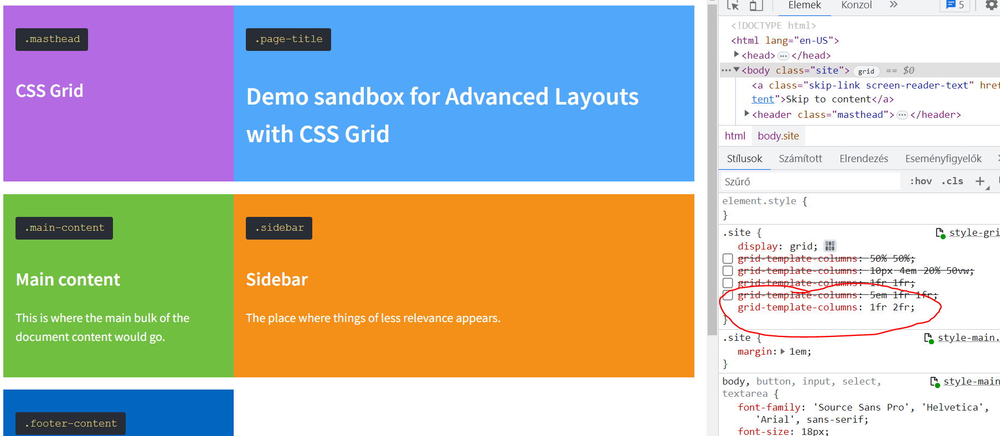 .masthead
CSS Grid
.page-title
Demo sandbox for Advanced Layouts
with CSS Grid
.main-content
Main content
This is where the main bulk of the
document content would go.
.sidebar
Sidebar
The place where things of less relevance appears.
.footer-content
Elemek Konzol 5
<!DOCTYPE html>
<html lang="en-US">
<head> ... </head>
<body class="site"> grid == $0
<a class="skip-link screen-reader-text" href
tent">Skip to content</a>
<header class="masthead"> ... </header>
html body.site
Stílusok Számított Elrendezés Eseményfigyelők
Szűrő :hov .cls +
element.style {
}
.site { style-gri
display: grid;
grid-template-columns: 50% 50%;
grid-template-columns: 10px 4em 20% 50vw;
grid-template-columns: 1fr 1fr;
grid-template-columns: 5em 1fr 1fr;
grid-template-columns: 1fr 2fr;
}
.site { style-main.
margin: 1em;
}
body, button, input, select, style-main
textarea {
font-family: 'Source Sans Pro', 'Helvetica',
'Arial', sans-serif;
font-size: 18px;